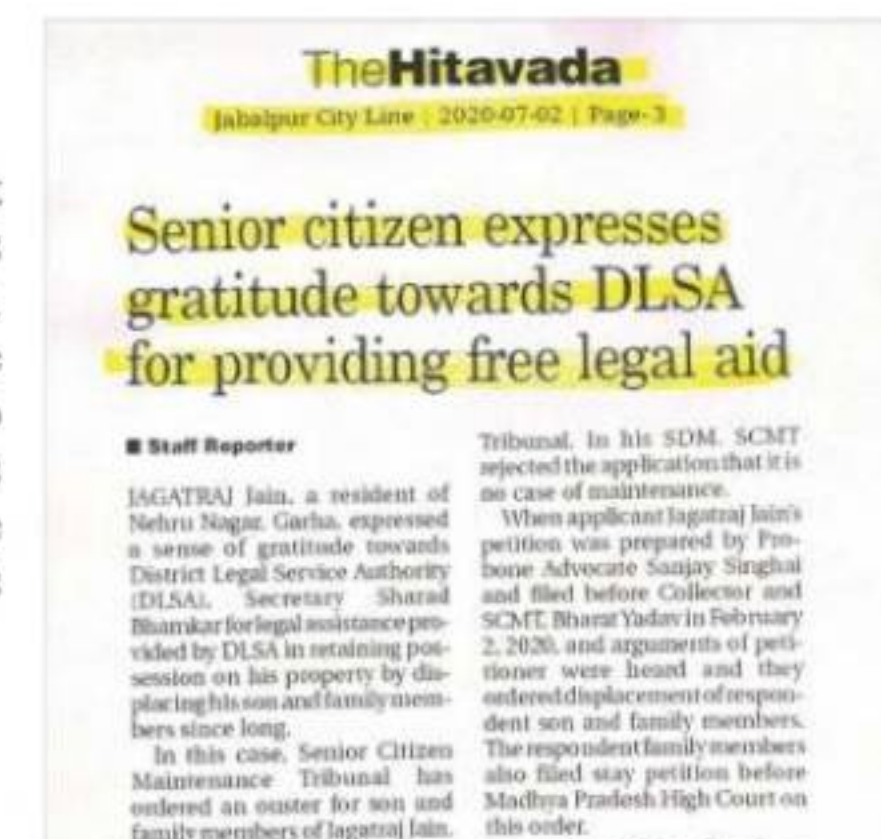 TheHitavada
Jabalpur City Line | 2020-07-02 | Page- 3
Senior citizen expresses
gratitude towards DLSA
for providing free legal aid
■ Staff Reporter
JAGATRAJ Jain, a resident of
Nehru Nagar, Garha, expressed
a sense of gratitude towards
District Legal Service Authority
(DLSA), Secretary Sharad
Bhamkar for legal assistance pro-
vided by DLSA in retaining pos-
session on his property by dis-
placing his son and family mem-
bers since long.
In this case, Senior Citizen
Maintenance Tribunal has
ordered an ouster for son and
family members of Jagatraj Jain.
Tribunal. In his SDM, SCMT
rejected the application that it is
no case of maintenance.
When applicant Jagatraj Jain's
petition was prepared by Pro-
bone Advocate Sanjay Singhai
and filed before Collector and
SCMT, Bharat Yadav in February
2, 2020, and arguments of peti-
tioner were heard and they
ordered displacement of respon-
dent son and family members.
The respondent family members
also filed stay petition before
Madhya Pradesh High Court on
this order.